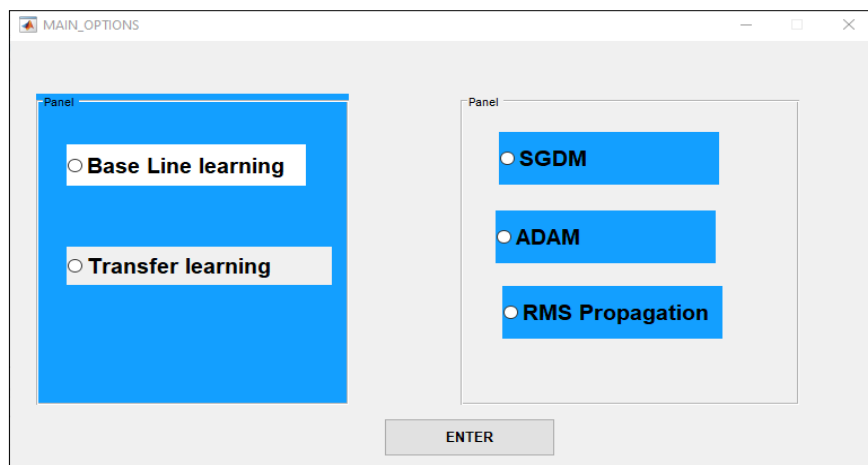 MAIN_OPTIONS
Panel
Base Line learning
Transfer learning
Panel
SGDM
ADAM
RMS Propagation
ENTER